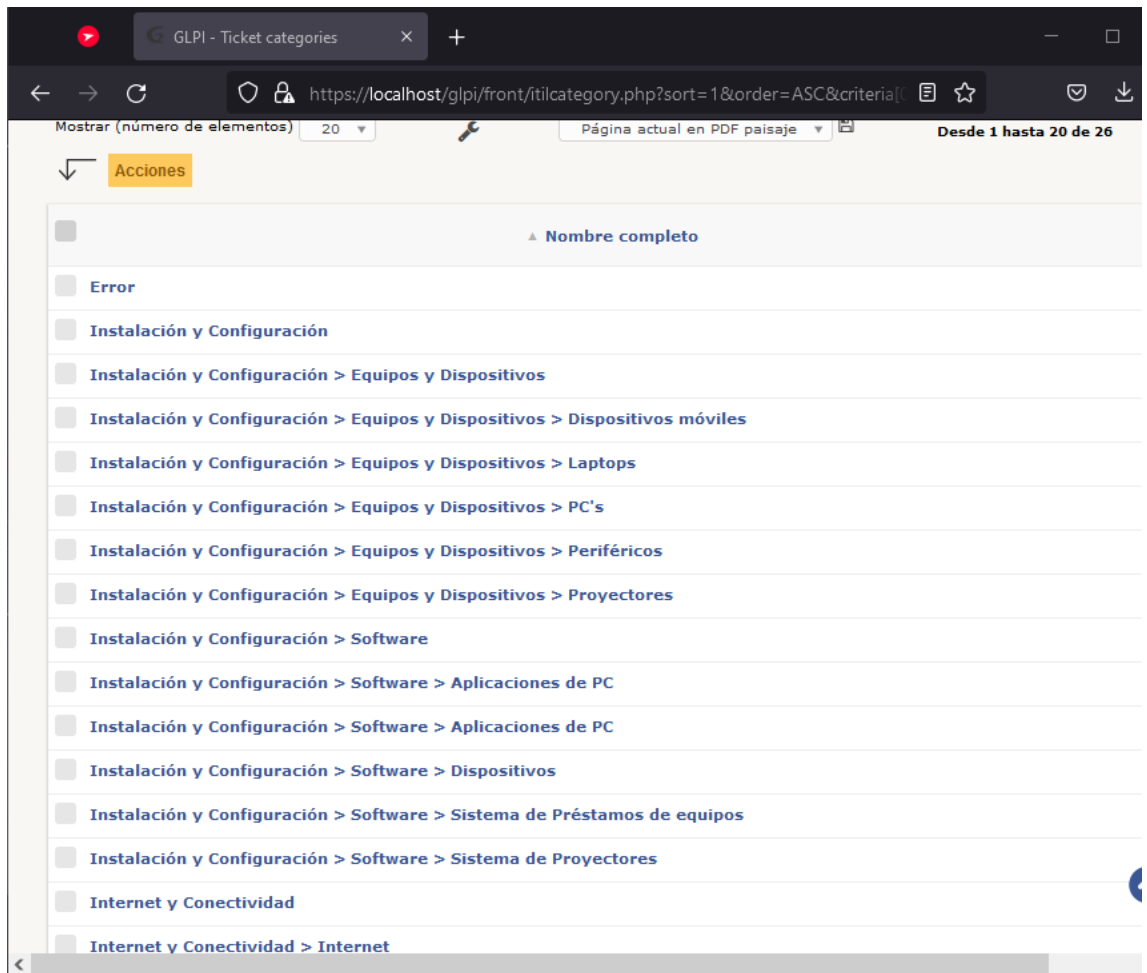 GLPI - Ticket categories
https://localhost/glpi/front/itilcategory.php?sort=1&order=ASC&criteria[
Mostrar (número de elementos) 20 Página actual en PDF paisaje Desde 1 hasta 20 de 26
Acciones
Nombre completo
Error
Instalación y Configuración
Instalación y Configuración > Equipos y Dispositivos
Instalación y Configuración > Equipos y Dispositivos > Dispositivos móviles
Instalación y Configuración > Equipos y Dispositivos > Laptops
Instalación y Configuración > Equipos y Dispositivos > PC's
Instalación y Configuración > Equipos y Dispositivos > Periféricos
Instalación y Configuración > Equipos y Dispositivos > Proyectores
Instalación y Configuración > Software
Instalación y Configuración > Software > Aplicaciones de PC
Instalación y Configuración > Software > Aplicaciones de PC
Instalación y Configuración > Software > Dispositivos
Instalación y Configuración > Software > Sistema de Préstamos de equipos
Instalación y Configuración > Software > Sistema de Proyectores
Internet y Conectividad
Internet y Conectividad > Internet